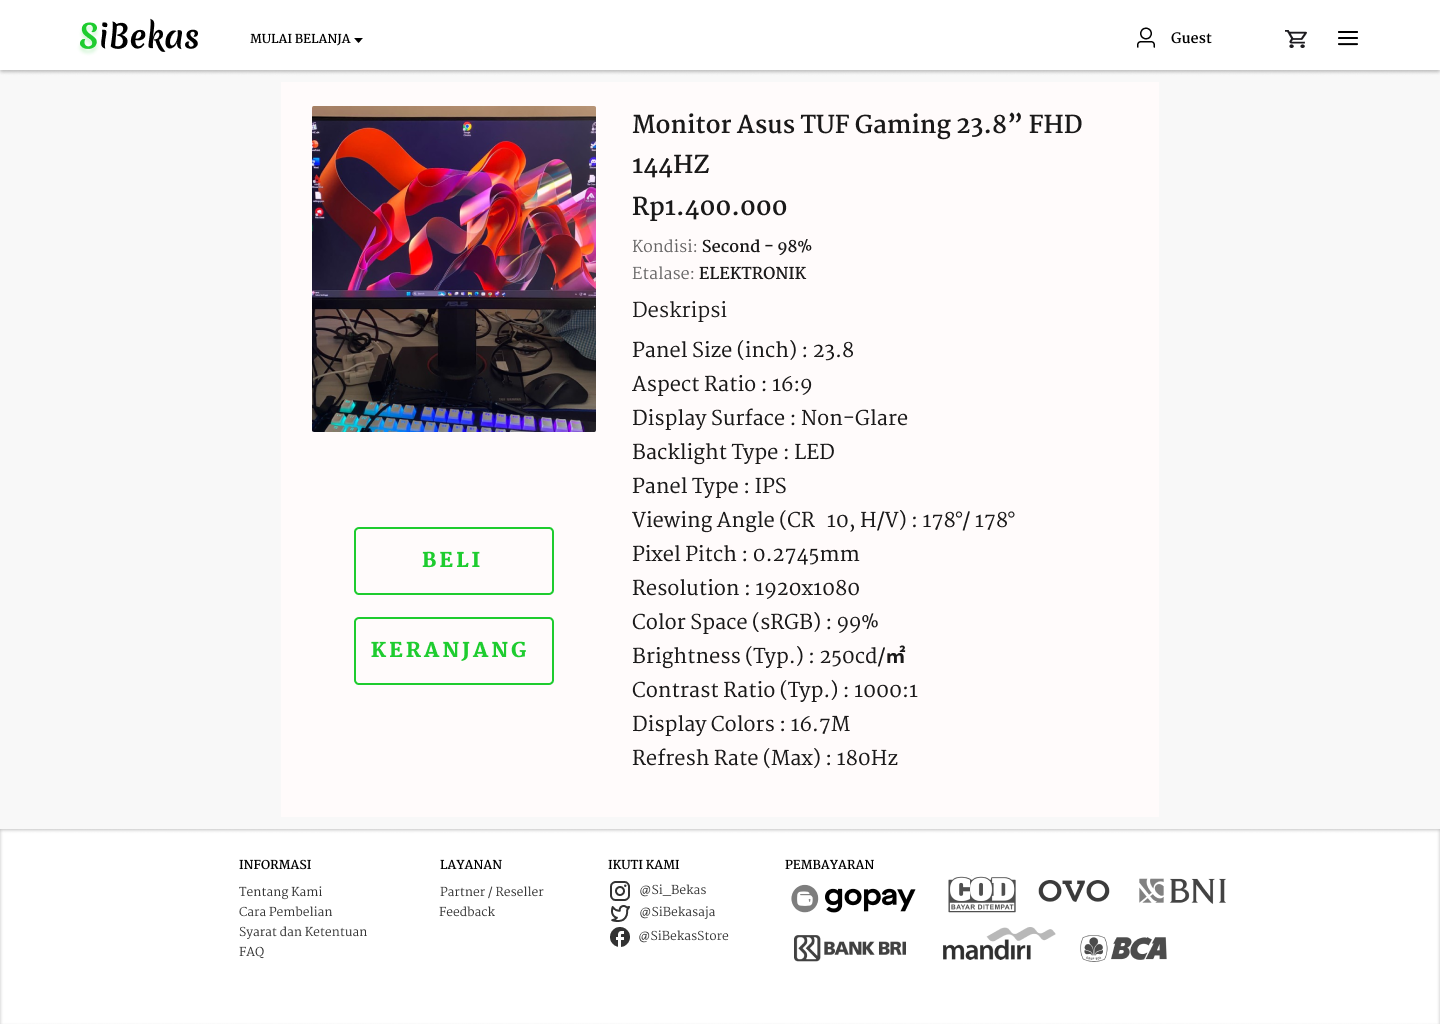 SiBekas
MULAI BELANJA
Guest
Monitor Asus TUF Gaming 23.8” FHD
144HZ
Rp1.400.000
Kondisi: Second - 98%
Etalase: ELEKTRONIK
Deskripsi
Panel Size (inch) : 23.8
Aspect Ratio : 16:9
Display Surface : Non-Glare
Backlight Type : LED
Panel Type : IPS
Viewing Angle (CR 10, H/V) : 178°/ 178°
Pixel Pitch : 0.2745mm
Resolution : 1920x1080
Color Space (sRGB) : 99%
Brightness (Typ.) : 250cd/㎡
Contrast Ratio (Typ.) : 1000:1
Display Colors : 16.7M
Refresh Rate (Max) : 180Hz
ASUS
BELI
KERANJANG
INFORMASI
Tentang Kami
Cara Pembelian
Syarat dan Ketentuan
FAQ
LAYANAN
Partner / Reseller
Feedback
IKUTI KAMI
@Si_Bekas
@SiBekasaja
@SiBekasStore
PEMBAYARAN
gopay
COD
BAYAR DITEMPAT
OVO
BNI
BANK BRI
mandiri
BCA